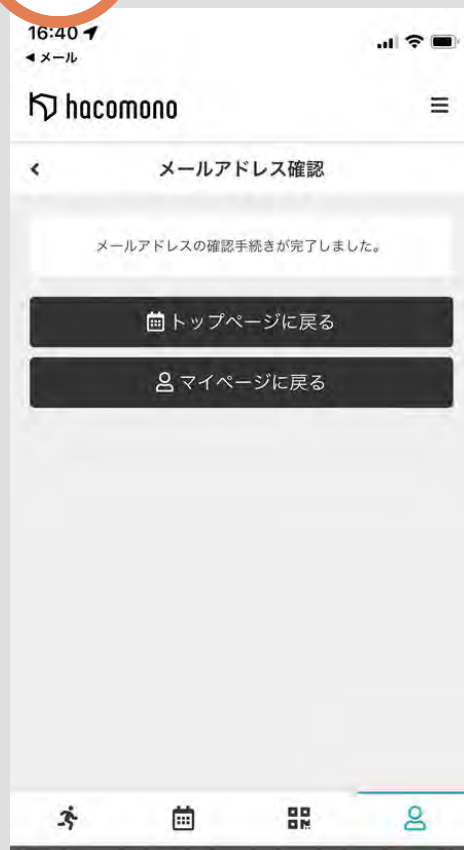 16:40
◀ メール
hacomono
メールアドレス確認
メールアドレスの確認手続きが完了しました。
トップページに戻る
マイページに戻る